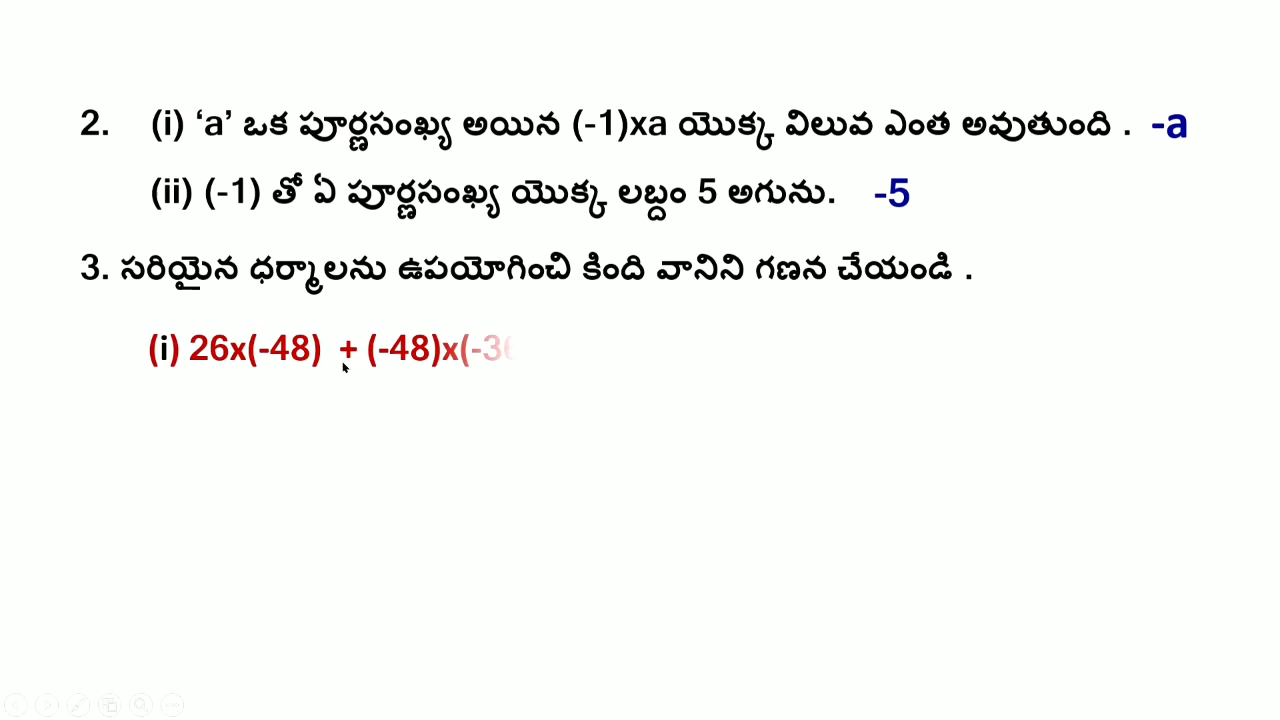 2. (i) ‘a’ ఒక పూర్ణసంఖ్య అయిన (-1)xa యొక్క విలువ ఎంత అవుతుంది . -a
(ii) (-1) తో ఏ పూర్ణసంఖ్య యొక్క లబ్దం 5 అగును. -5
3. సరియైన ధర్మాలను ఉపయోగించి కింది వానిని గణన చేయండి .
(i) 26x(-48) + (-48)x(-36